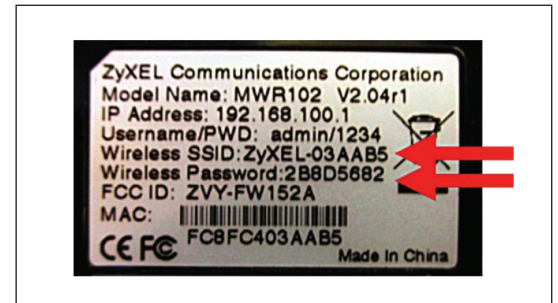 ZyXEL Communications Corporation
Model Name: MWR102 V2.04r1
IP Address: 192.168.100.1
Username/PWD: admin/1234
Wireless SSID:ZyXEL-03AAB5
Wireless Password:2B8D5682
FCC ID: ZVY-FW152A
MAC:
FC8FC403AAB5
CE FC Made In China